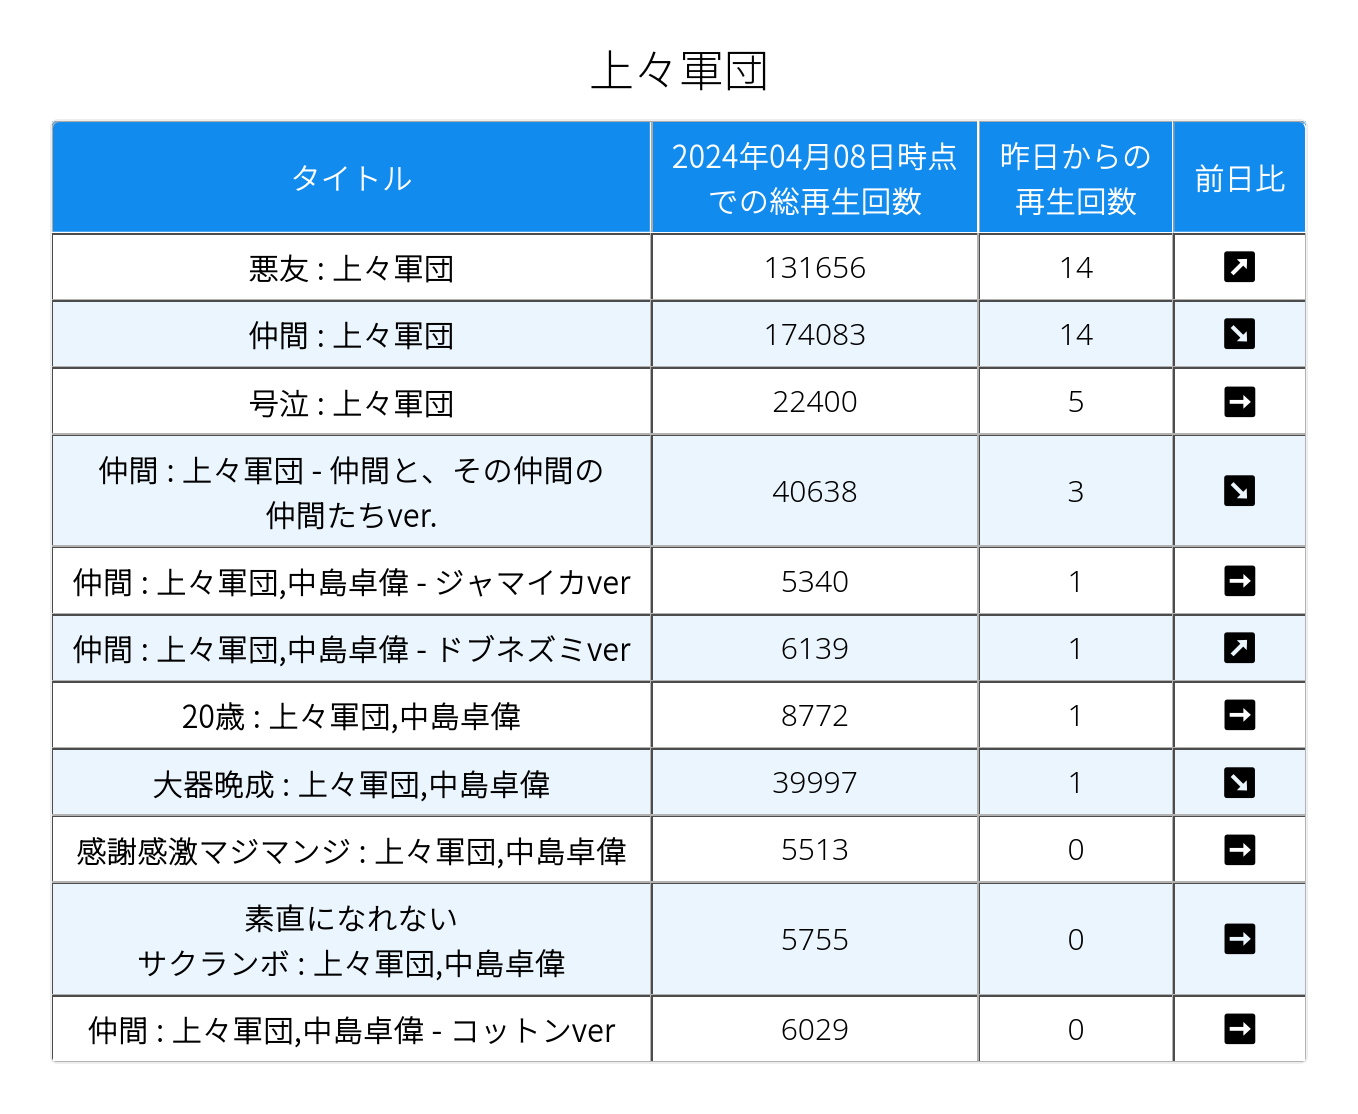 上々軍団
タイトル
2024年04月08日時点
での総再生回数
昨日からの
再生回数
前日比
悪友 : 上々軍団 131656 14
仲間 : 上々軍団 174083 14
号泣 : 上々軍団 22400 5
仲間 : 上々軍団 - 仲間と、その仲間の
仲間たちver. 40638 3
仲間 : 上々軍団,中島卓偉 - ジャマイカver 5340 1
仲間 : 上々軍団,中島卓偉 - ドブネズミver 6139 1
20歳 : 上々軍団,中島卓偉 8772 1
大器晩成 : 上々軍団,中島卓偉 39997 1
感謝感激マジマンジ : 上々軍団,中島卓偉 5513 0
素直になれない
サクランボ : 上々軍団,中島卓偉 5755 0
仲間 : 上々軍団,中島卓偉 - コットンver 6029 0